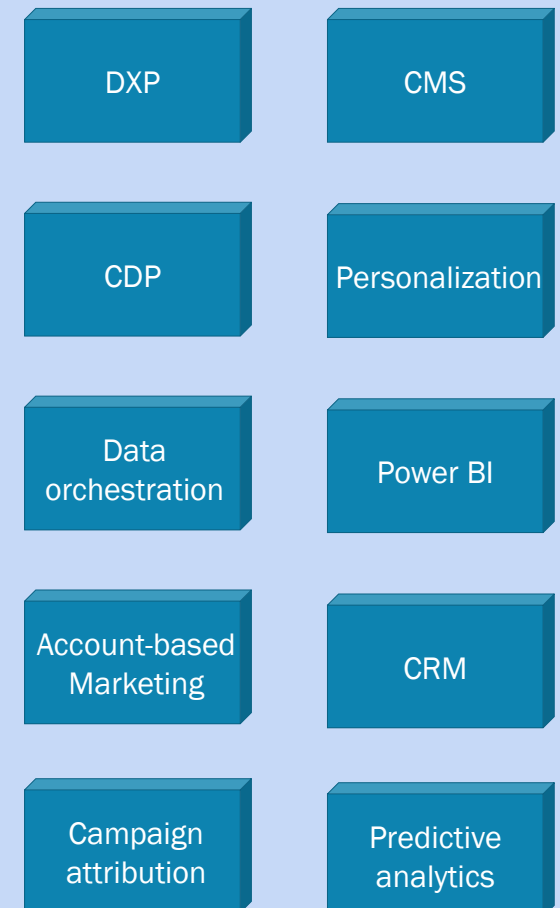 DXP
CMS
CDP
Personalization
Data
orchestration
Power BI
Account-based
Marketing
CRM
Campaign
attribution
Predictive
analytics